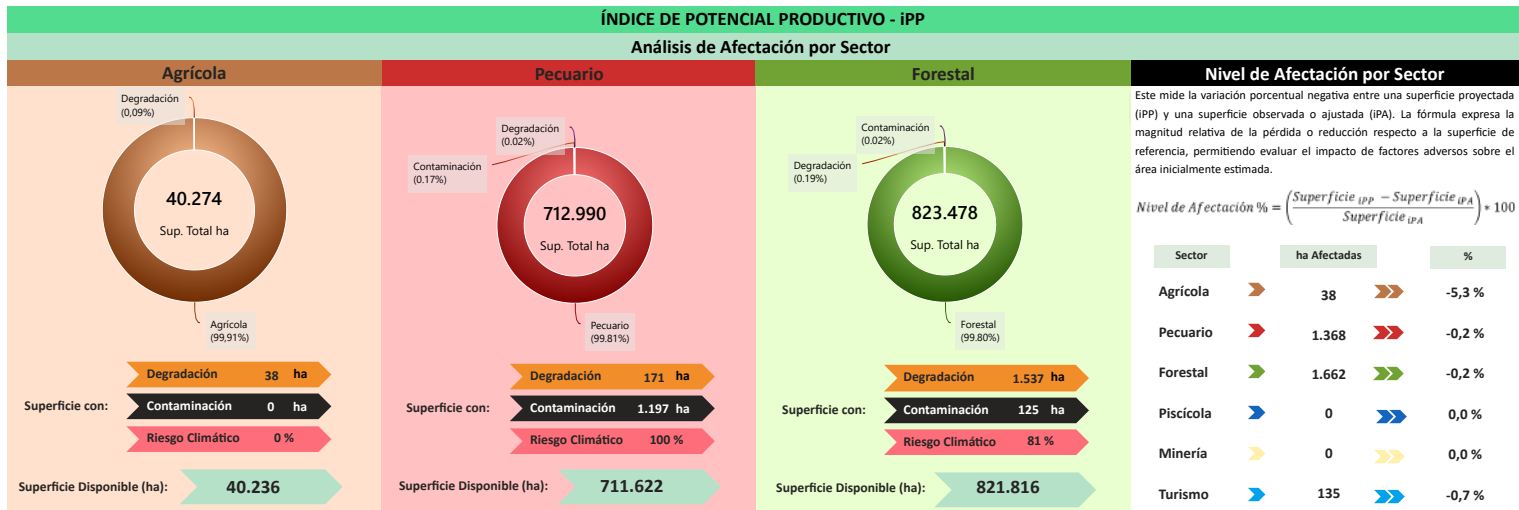 ÍNDICE DE POTENCIAL PRODUCTIVO - iPP
Análisis de Afectación por Sector
Agrícola
Degradación
(0,09%)
40.274
Sup. Total ha
Agrícola
(99,91%)
Superficie con:
Degradación 38 ha
Contaminación 0 ha
Riesgo Climático 0 %
Superficie Disponible (ha): 40.236
Pecuario
Degradación
(0.02%)
Contaminación
(0.17%)
712.990
Sup. Total ha
Pecuario
(99.81%)
Superficie con:
Degradación 171 ha
Contaminación 1.197 ha
Riesgo Climático 100 %
Superficie Disponible (ha): 711.622
Forestal
Contaminación
(0.02%)
Degradación
(0.19%)
823.478
Sup. Total ha
Forestal
(99.80%)
Superficie con:
Degradación 1.537 ha
Contaminación 125 ha
Riesgo Climático 81 %
Superficie Disponible (ha): 821.816
Nivel de Afectación por Sector
Este mide la variación porcentual negativa entre una superficie proyectada
(iPP) y una superficie observada o ajustada (iPA). La fórmula expresa la
magnitud relativa de la pérdida o reducción respecto a la superficie de
referencia, permitiendo evaluar el impacto de factores adversos sobre el
área inicialmente estimada.
Nivel de Afectación % = ((Superficie iPP − Superficie iPA) / Superficie iPA) * 100
Sector ha Afectadas %
Agrícola 38 -5,3 %
Pecuario 1.368 -0,2 %
Forestal 1.662 -0,2 %
Piscícola 0 0,0 %
Minería 0 0,0 %
Turismo 135 -0,7 %